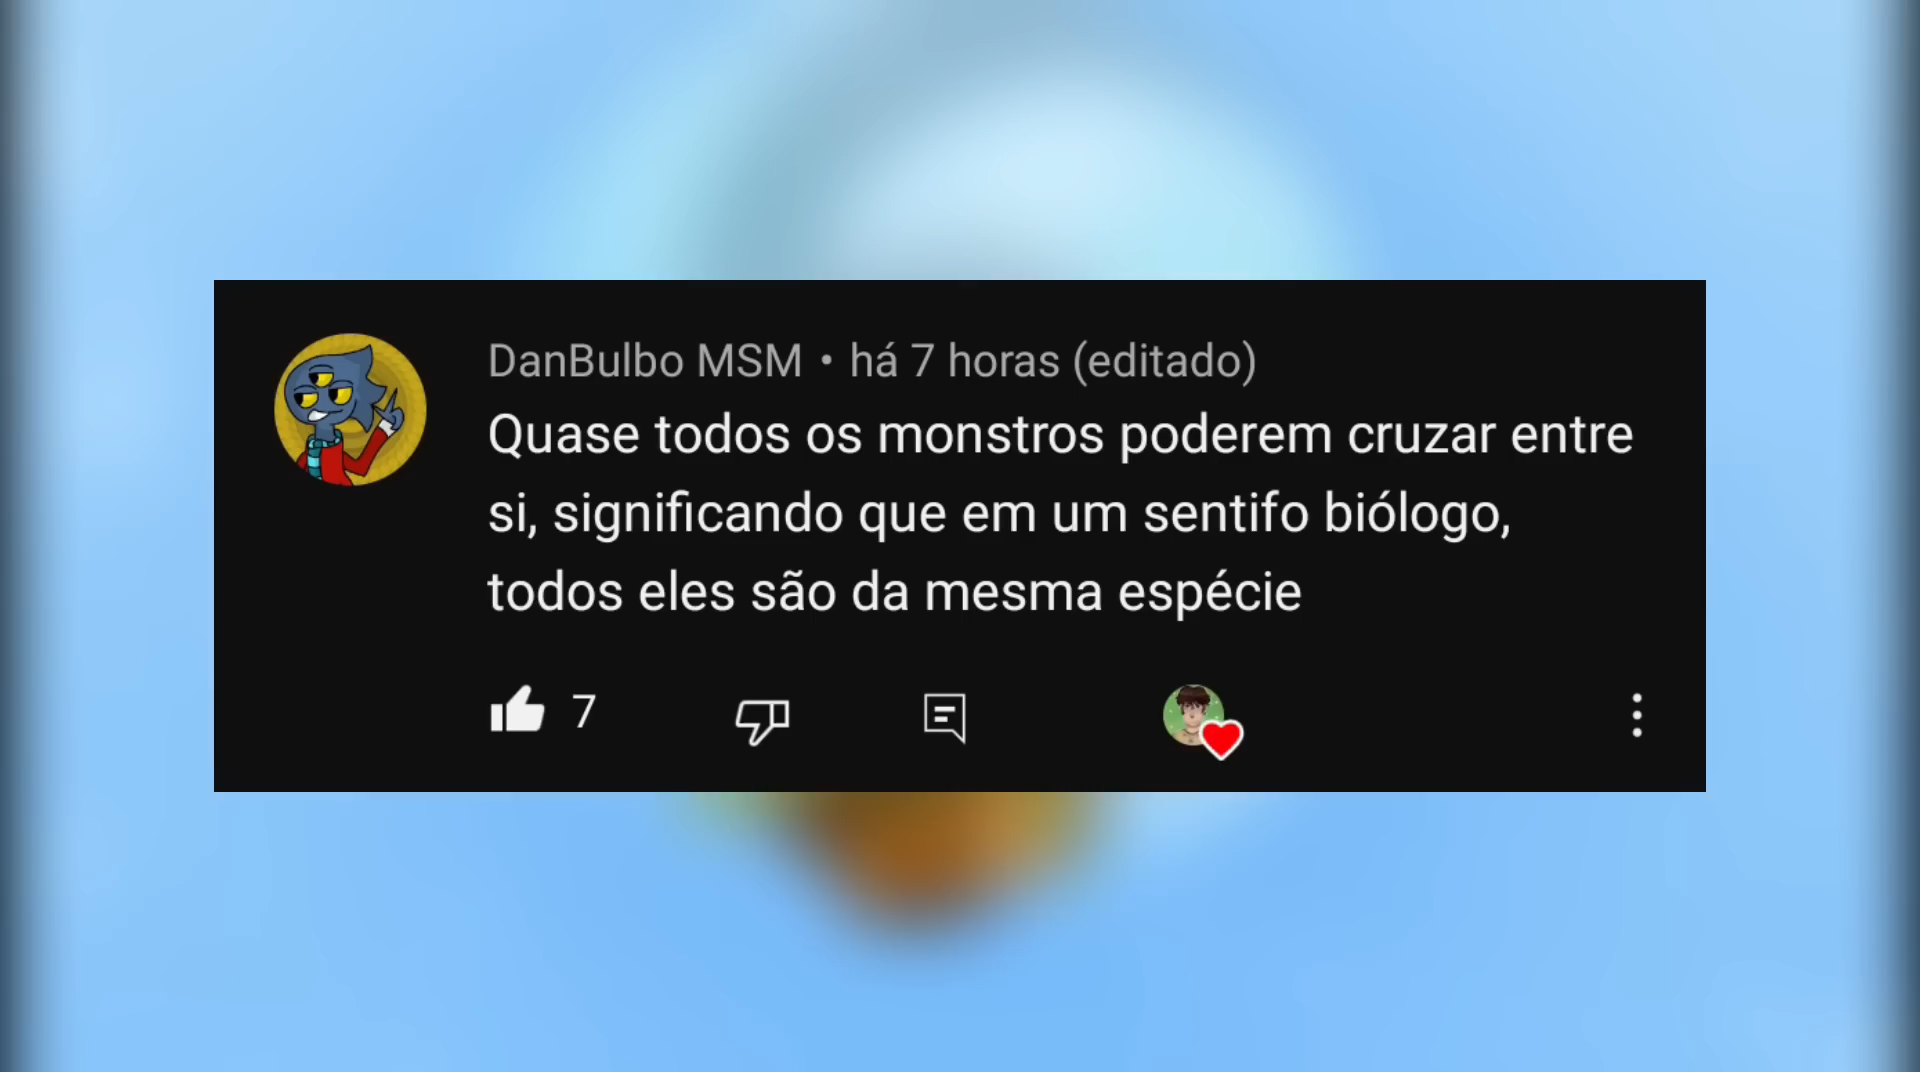 DanBulbo MSM • há 7 horas (editado)
Quase todos os monstros poderem cruzar entre
si, significando que em um sentifo biólogo,
todos eles são da mesma espécie
7